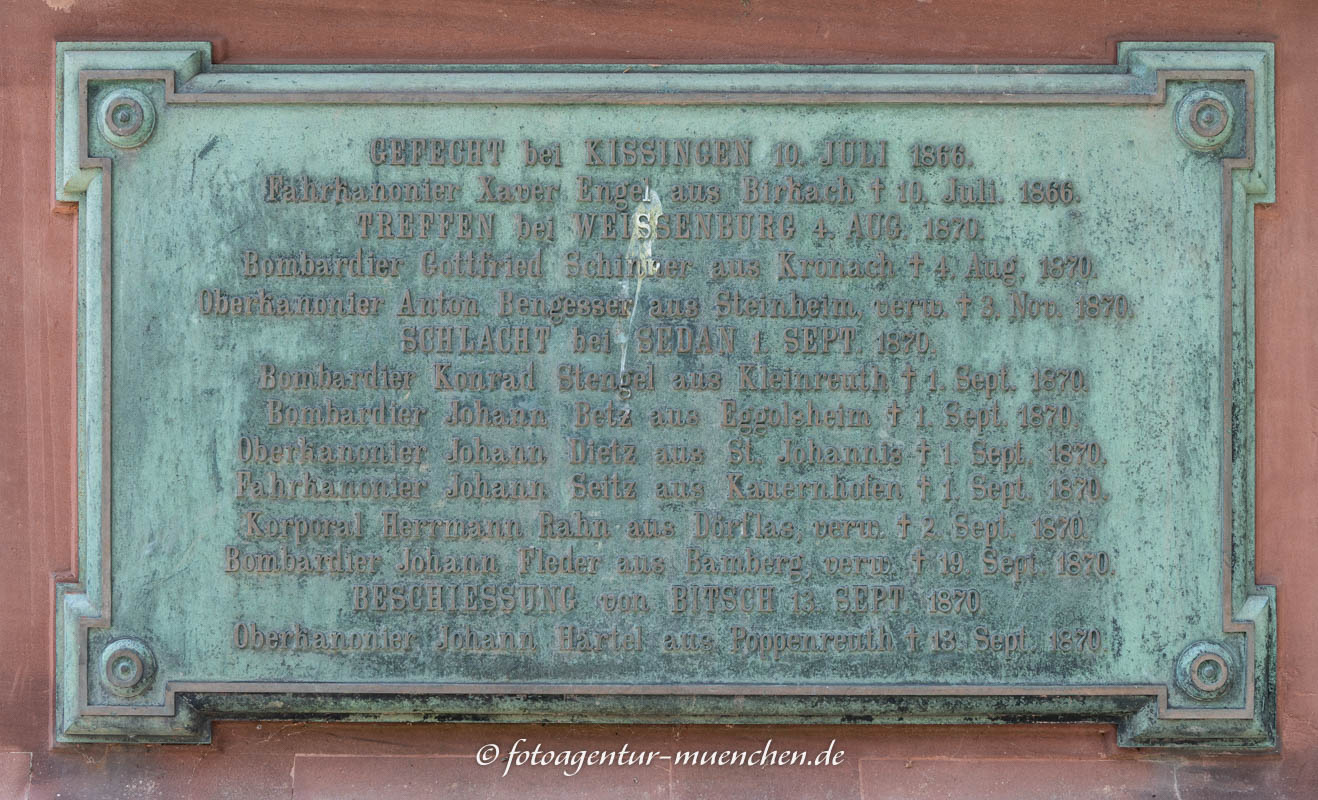 GEFECHT bei KISSINGEN 10. JULI 1866.
Fahrkanonier Xaver Engel aus Birkach † 10. Juli. 1866.
TREFFEN bei WEISSENBURG 4. AUG. 1870.
Bombardier Gottfried Schirmer aus Kronach † 4. Aug. 1870.
Oberkanonier Anton Bengesser aus Steinheim, verw. † 3. Nov. 1870.
SCHLACHT bei SEDAN 1. SEPT. 1870.
Bombardier Konrad Stengel aus Kleinreuth † 1. Sept. 1870.
Bombardier Johann Betz aus Eggolsheim † 1. Sept. 1870.
Oberkanonier Johann Dietz aus St. Johannis † 1. Sept. 1870.
Fahrkanonier Johann Seitz aus Kauernhofen † 1. Sept. 1870.
Korporal Herrmann Rahn aus Dörflas, verw. † 2. Sept. 1870.
Bombardier Johann Fleder aus Bamberg, verw. † 19. Sept. 1870.
BESCHIESSUNG von BITSCH 13. SEPT. 1870.
Oberkanonier Johann Härtel aus Poppenreuth † 13. Sept. 1870.
© fotoagentur-muenchen.de